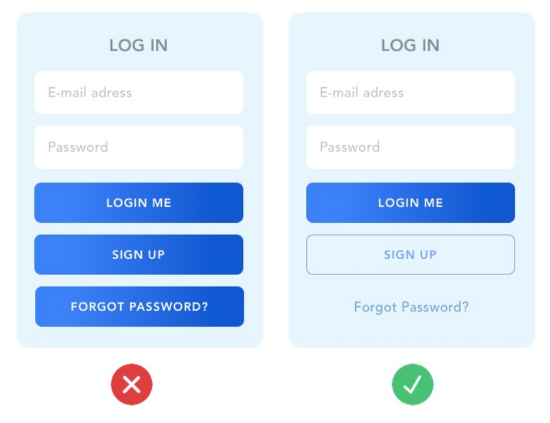 LOG IN
E-mail adress
Password
LOGIN ME
SIGN UP
FORGOT PASSWORD?
LOG IN
E-mail adress
Password
LOGIN ME
SIGN UP
Forgot Password?